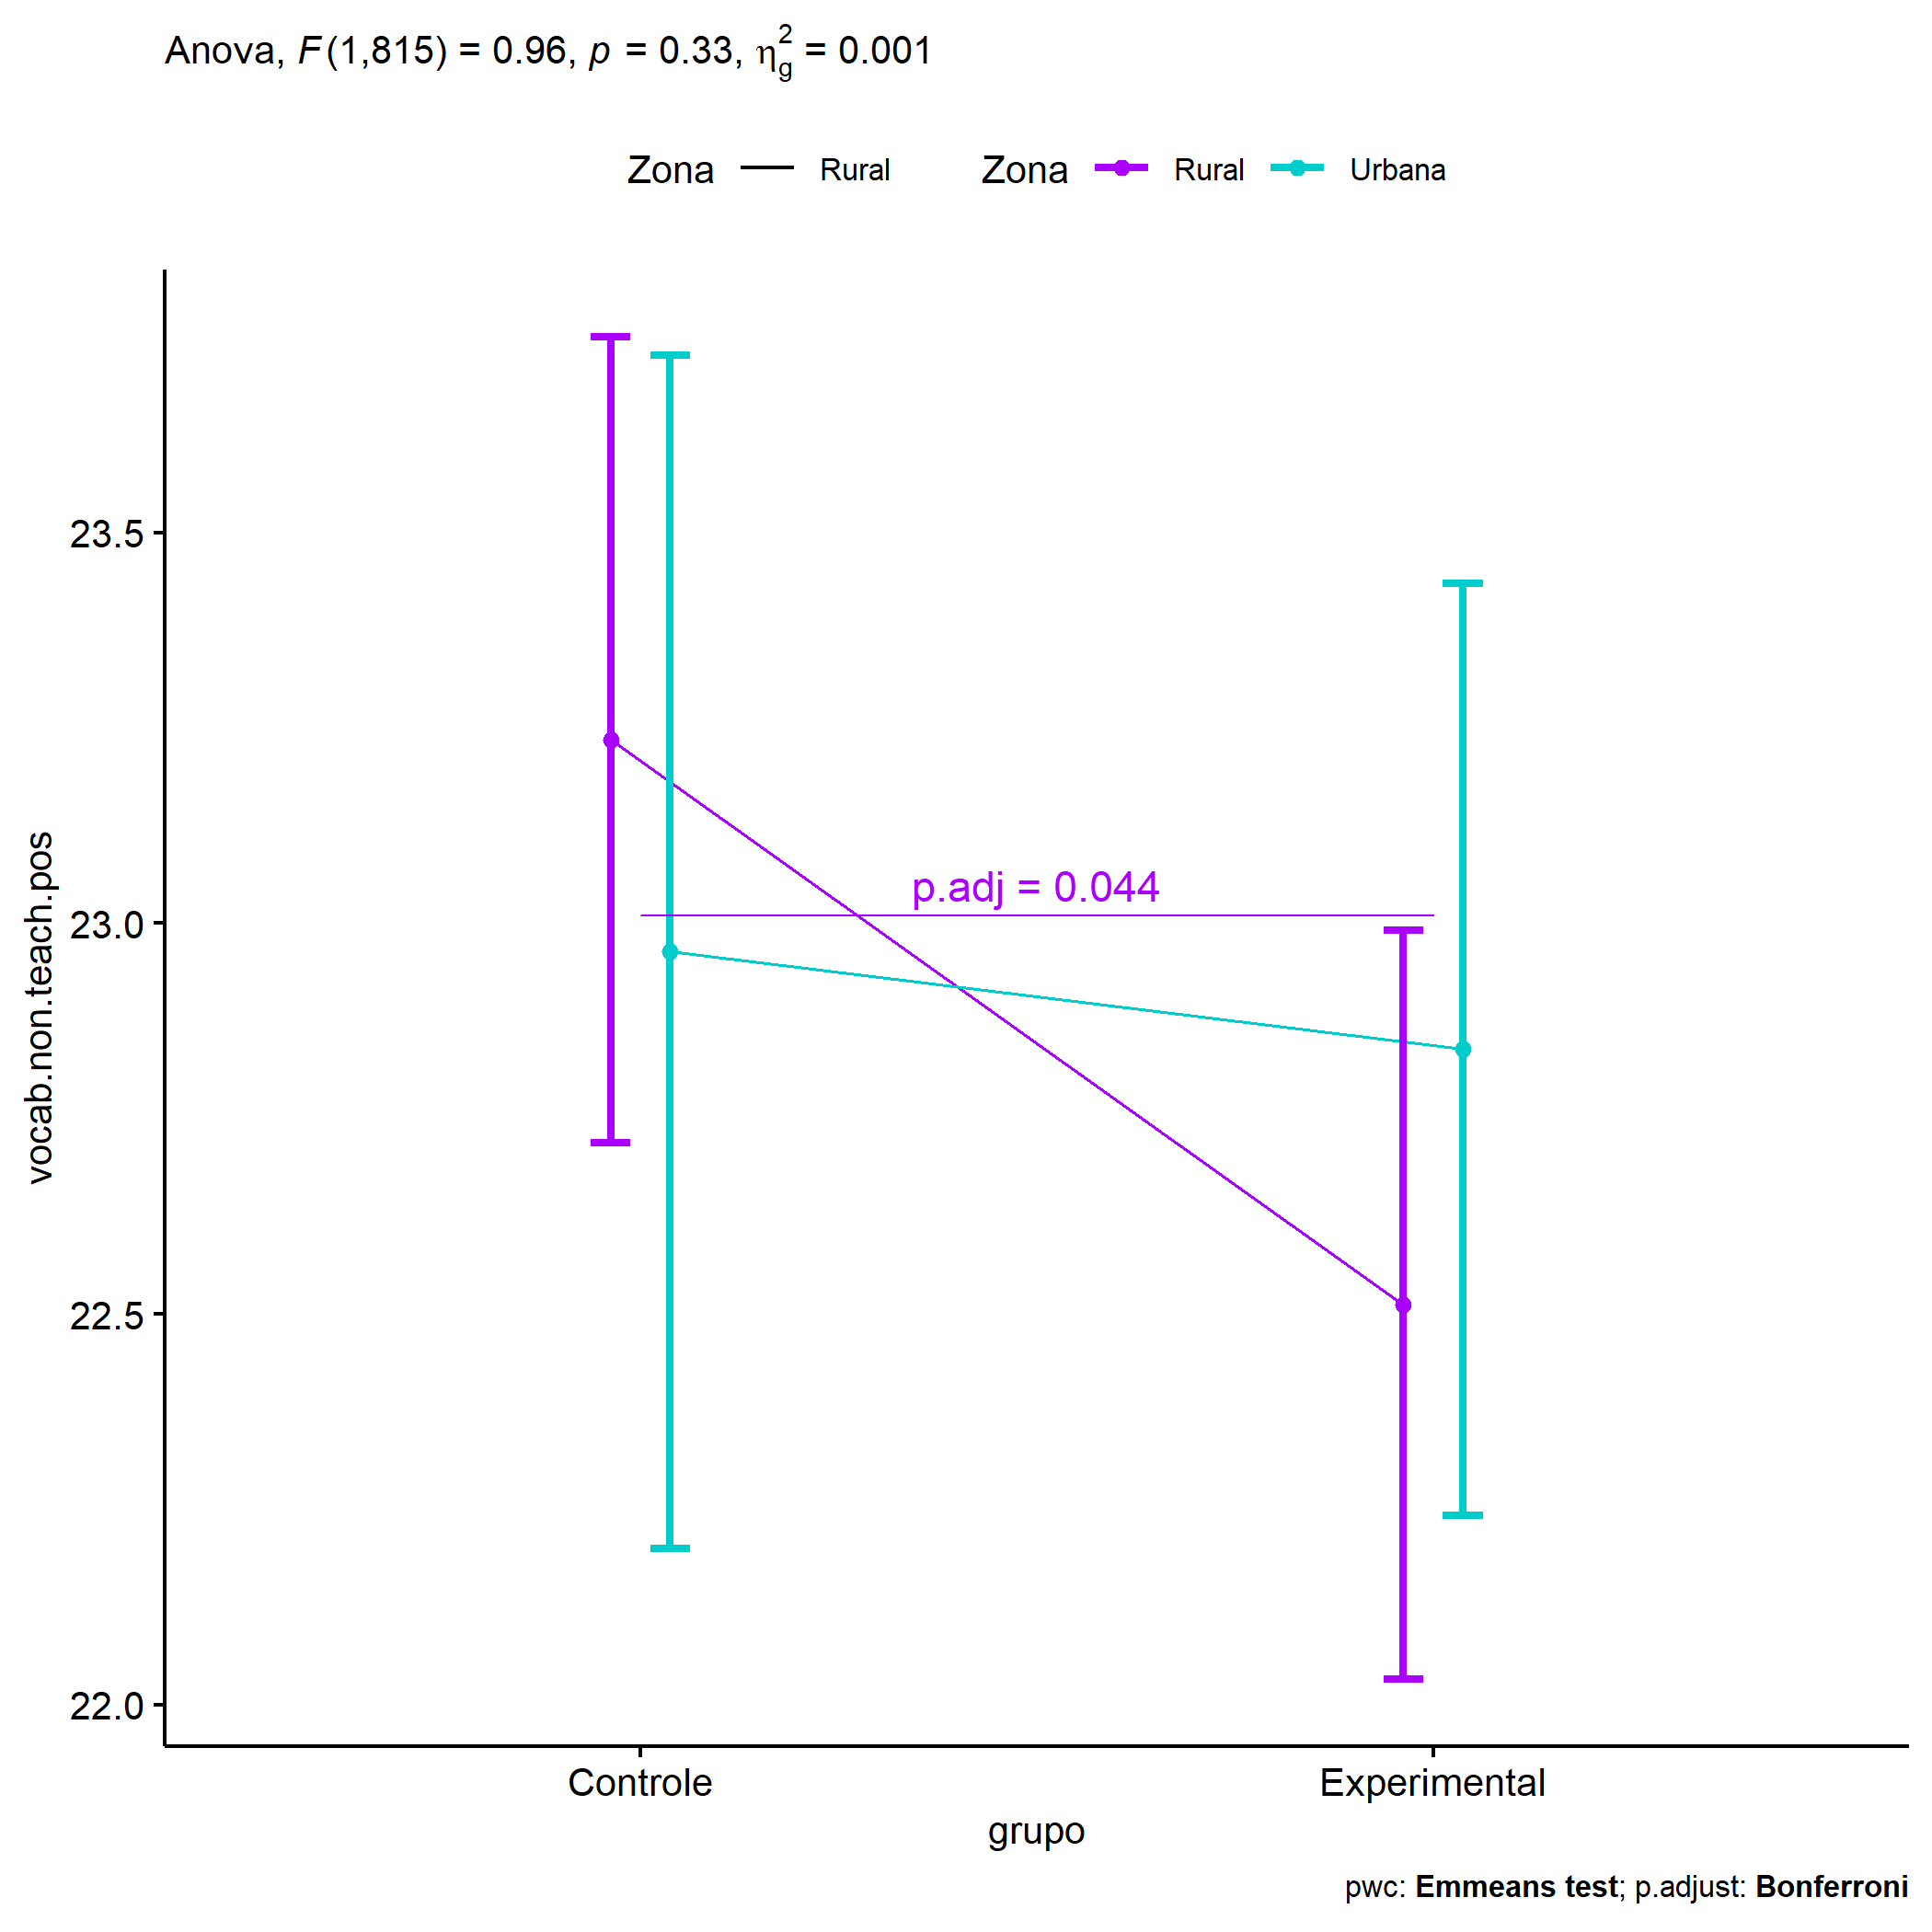 Anova, F(1,815) = 0.96, p = 0.33, η²g = 0.001
Zona Rural Zona Rural Urbana
23.5
23.0
22.5
22.0
vocab.non.teach.pos
p.adj = 0.044
Controle Experimental
grupo
pwc: Emmeans test; p.adjust: Bonferroni